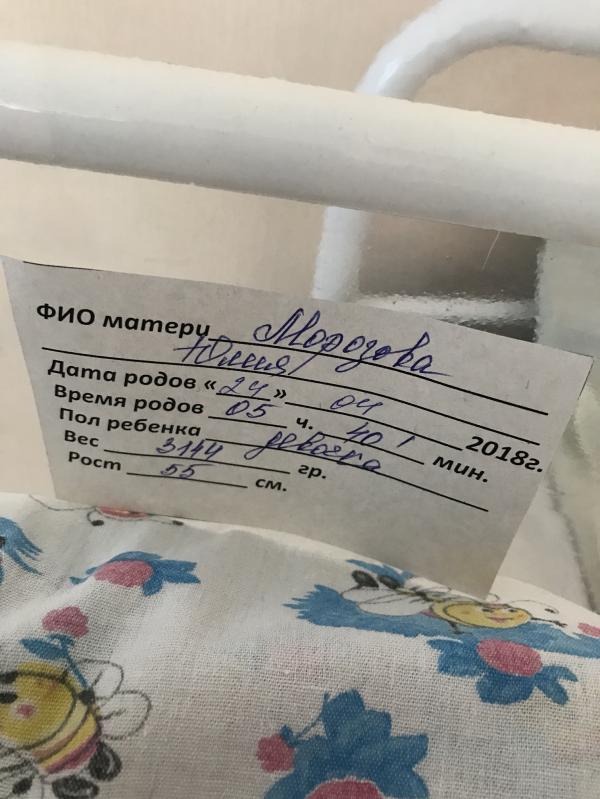 ФИО матери Морозова
Юлия
Дата родов «24» 04 2018г.
Время родов 05 ч. 40 мин.
Пол ребенка девочка
Вес 3144 гр.
Рост 55 см.